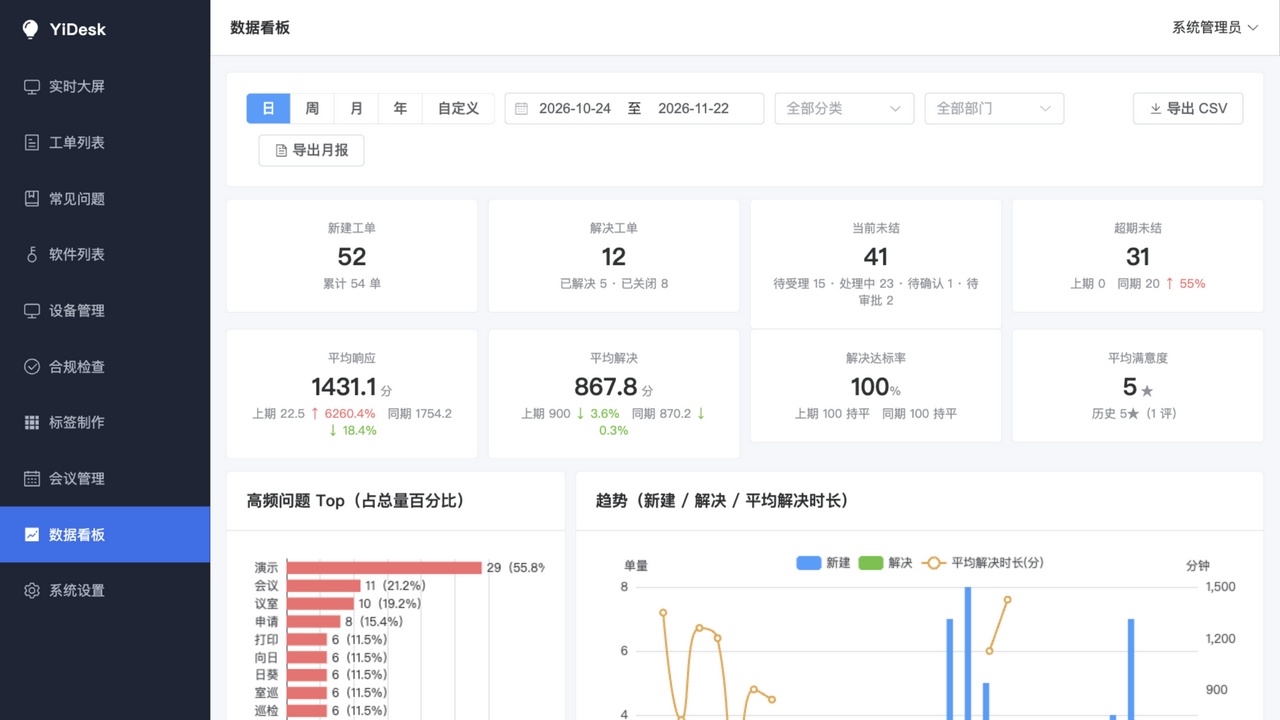 YiDesk
数据看板
系统管理员
实时大屏
工单列表
常见问题
软件列表
设备管理
合规检查
标签制作
会议管理
数据看板
系统设置
日 周 月 年 自定义 2026-10-24 至 2026-11-22 全部分类 全部部门 导出 CSV
导出月报
新建工单
52
累计 54 单
解决工单
12
已解决 5 · 已关闭 8
当前未结
41
待受理 15 · 处理中 23 · 待确认 1 · 待
审批 2
超期未结
31
上期 0 同期 20 ↑ 55%
平均响应
1431.1 分
上期 22.5 ↑ 6260.4% 同期 1754.2
↓ 18.4%
平均解决
867.8 分
上期 900 ↓ 3.6% 同期 870.2 ↓
0.3%
解决达标率
100%
上期 100 持平 同期 100 持平
平均满意度
5 ★
历史 5★ (1 评)
高频问题 Top（占总量百分比）
演示 29 (55.8%
会议 11 (21.2%)
议室 10 (19.2%)
申请 8 (15.4%)
打印 6 (11.5%)
向日 6 (11.5%)
日葵 6 (11.5%)
室巡 6 (11.5%)
巡检 6 (11.5%)
趋势（新建 / 解决 / 平均解决时长）
单量 新建 解决 平均解决时长(分) 分钟
8 1,500
6 1,200
900
4